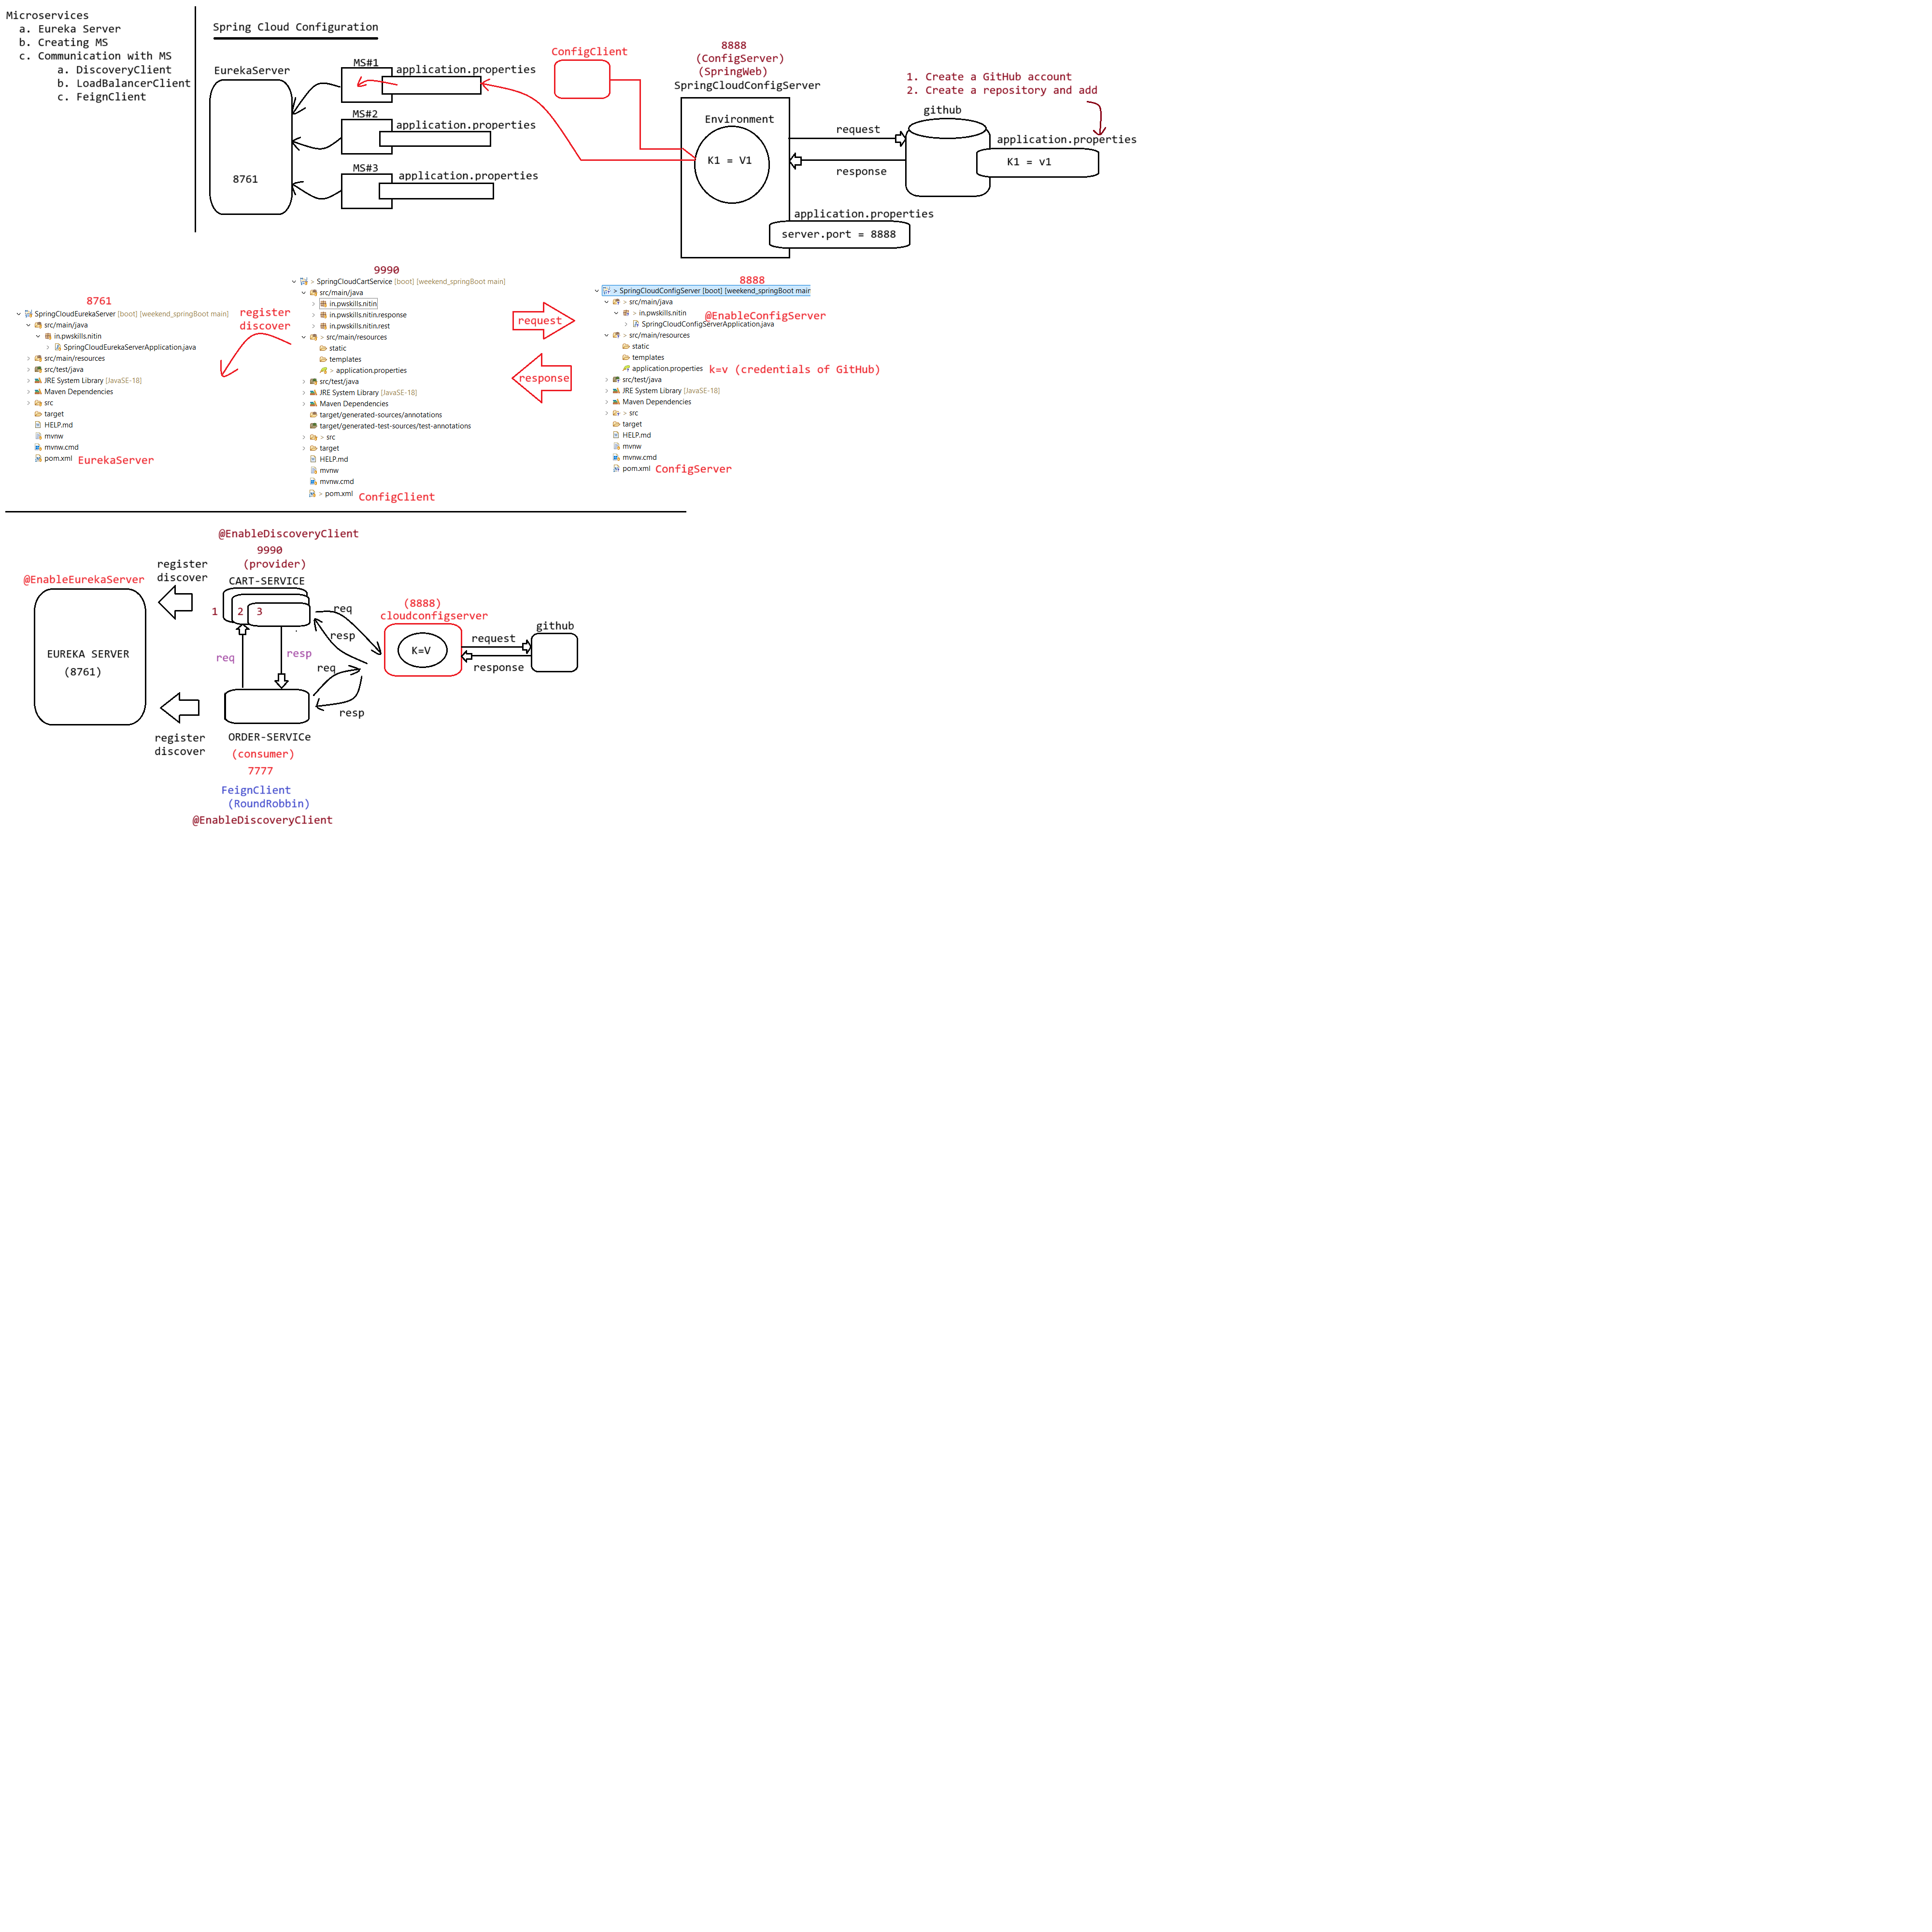 Microservices
a. Eureka Server
b. Creating MS
c. Communication with MS
a. DiscoveryClient
b. LoadBalancerClient
c. FeignClient
Spring Cloud Configuration
EurekaServer
8761
MS#1
application.properties
MS#2
application.properties
MS#3
application.properties
ConfigClient
8888
(ConfigServer)
(SpringWeb)
SpringCloudConfigServer
Environment
K1 = V1
application.properties
server.port = 8888
request
response
1. Create a GitHub account
2. Create a repository and add
github
application.properties
K1 = v1
8761
SpringCloudEurekaServer [boot] [weekend_springBoot main]
src/main/java
in.pwskills.nitin
SpringCloudEurekaServerApplication.java
src/main/resources
src/test/java
JRE System Library [JavaSE-18]
Maven Dependencies
src
target
HELP.md
mvnw
mvnw.cmd
pom.xml EurekaServer
register
discover
9990
> SpringCloudCartService [boot] [weekend_springBoot main]
src/main/java
in.pwskills.nitin
in.pwskills.nitin.response
in.pwskills.nitin.rest
> src/main/resources
static
templates
> application.properties
src/test/java
JRE System Library [JavaSE-18]
Maven Dependencies
target/generated-sources/annotations
target/generated-test-sources/test-annotations
> src
target
HELP.md
mvnw
mvnw.cmd
> pom.xml ConfigClient
request
response
8888
> SpringCloudConfigServer [boot] [weekend_springBoot main
> src/main/java
> in.pwskills.nitin @EnableConfigServer
SpringCloudConfigServerApplication.java
> src/main/resources
static
templates
application.properties k=v (credentials of GitHub)
src/test/java
JRE System Library [JavaSE-18]
Maven Dependencies
> src
target
HELP.md
mvnw
mvnw.cmd
pom.xml ConfigServer
@EnableDiscoveryClient
9990
(provider)
CART-SERVICE
1 2 3
register
discover
@EnableEurekaServer
EUREKA SERVER
(8761)
req
resp
req
resp
req
resp
(8888)
cloudconfigserver
K=V
request
response
github
register
discover
ORDER-SERVICe
(consumer)
7777
FeignClient
(RoundRobbin)
@EnableDiscoveryClient